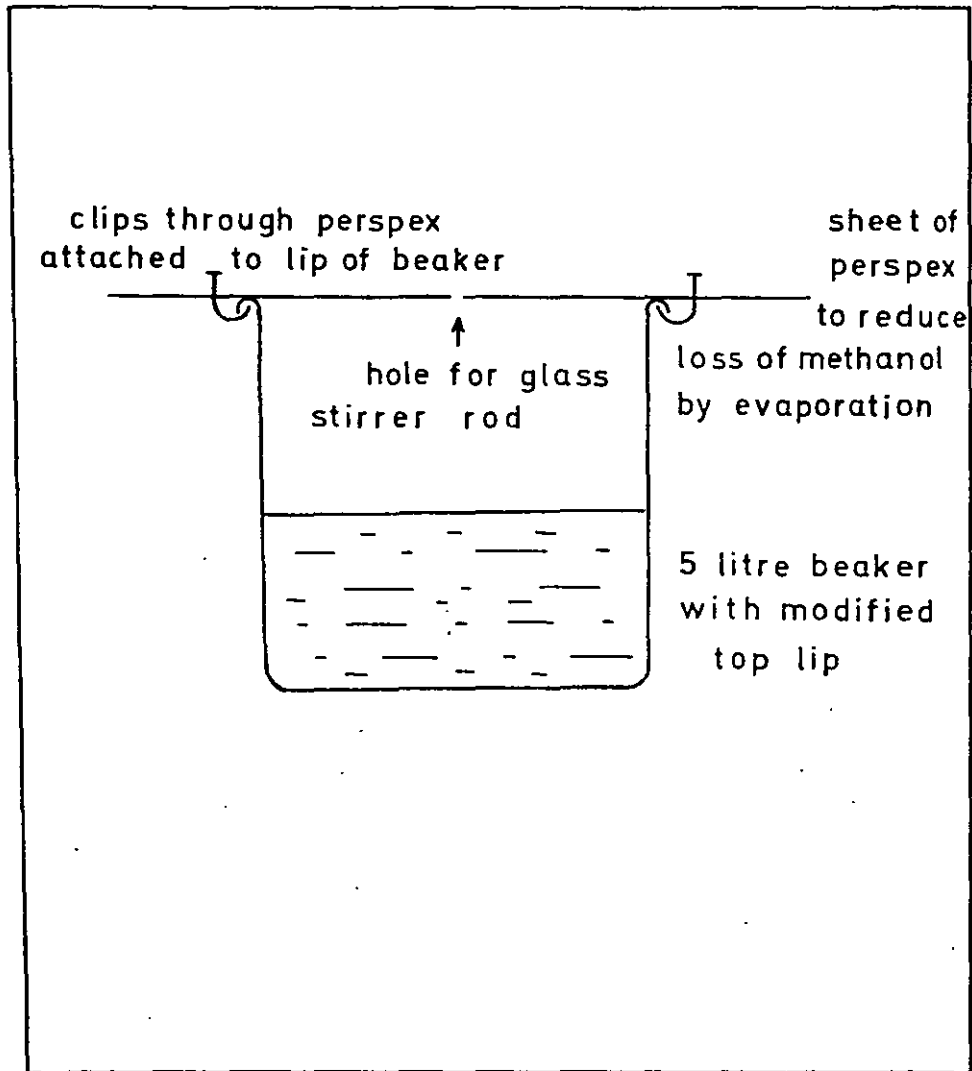 clips through perspex
attached to lip of beaker
sheet of
perspex
to reduce
loss of methanol
by evaporation
hole for glass
stirrer rod
5 litre beaker
with modified
top lip